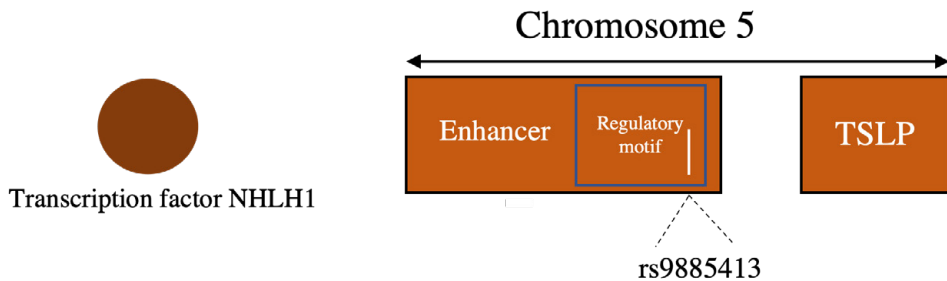 Chromosome 5
Enhancer
Regulatory
motif
TSLP
Transcription factor NHLH1
rs9885413